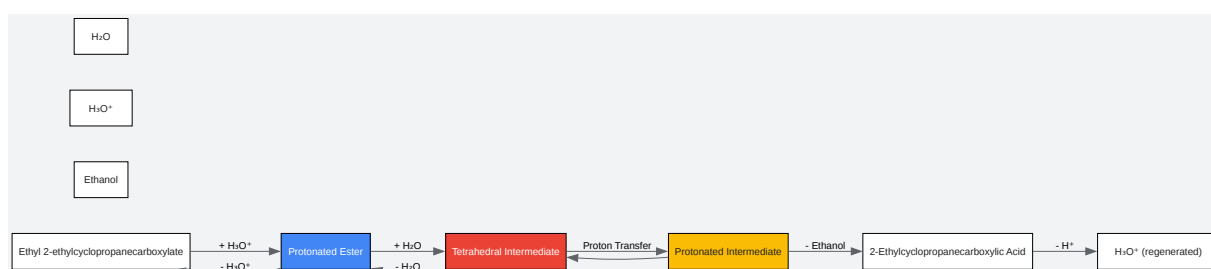 H₂O
H₃O⁺
Ethanol
Ethyl 2-ethylcyclopropanecarboxylate
+ H₃O⁺
- H₃O⁺
Protonated Ester
+ H₂O
- H₂O
Tetrahedral Intermediate
Proton Transfer
Protonated Intermediate
- Ethanol
2-Ethylcyclopropanecarboxylic Acid
- H⁺
H₃O⁺ (regenerated)